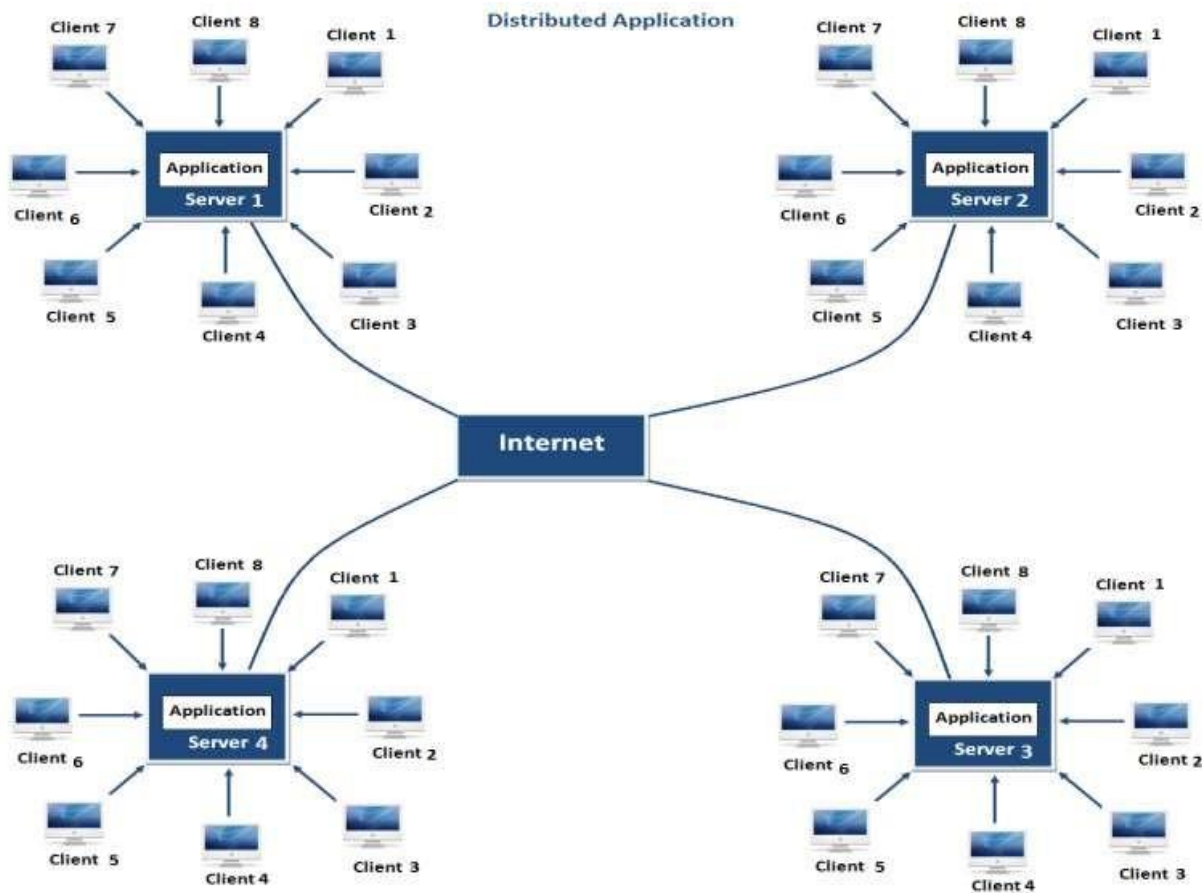 Distributed Application
Client 7
Client 8
Client 1
Application
Server 1
Client 6
Client 2
Client 5
Client 4
Client 3
Client 7
Client 8
Client 1
Application
Server 2
Client 6
Client 2
Client 5
Client 4
Client 3
Internet
Client 7
Client 8
Client 1
Application
Server 4
Client 6
Client 2
Client 5
Client 4
Client 3
Client 7
Client 8
Client 1
Application
Server 3
Client 6
Client 2
Client 5
Client 4
Client 3